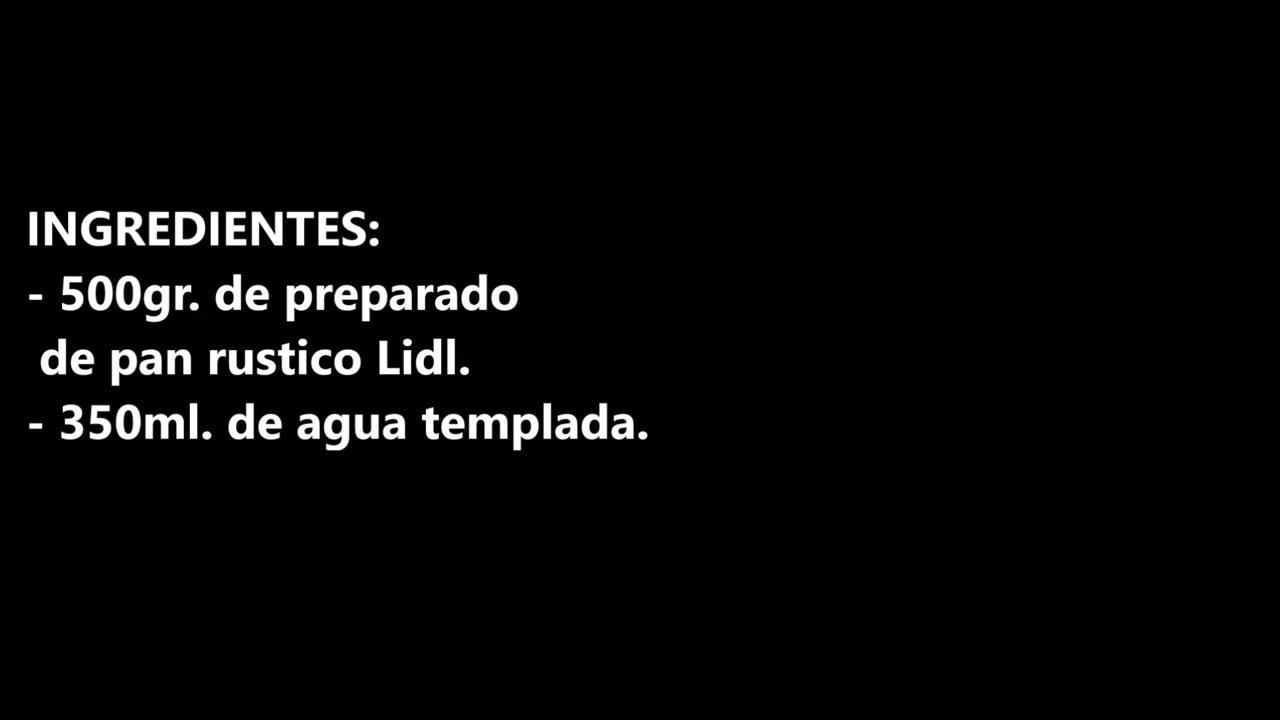 INGREDIENTES:
- 500gr. de preparado
de pan rustico Lidl.
- 350ml. de agua templada.